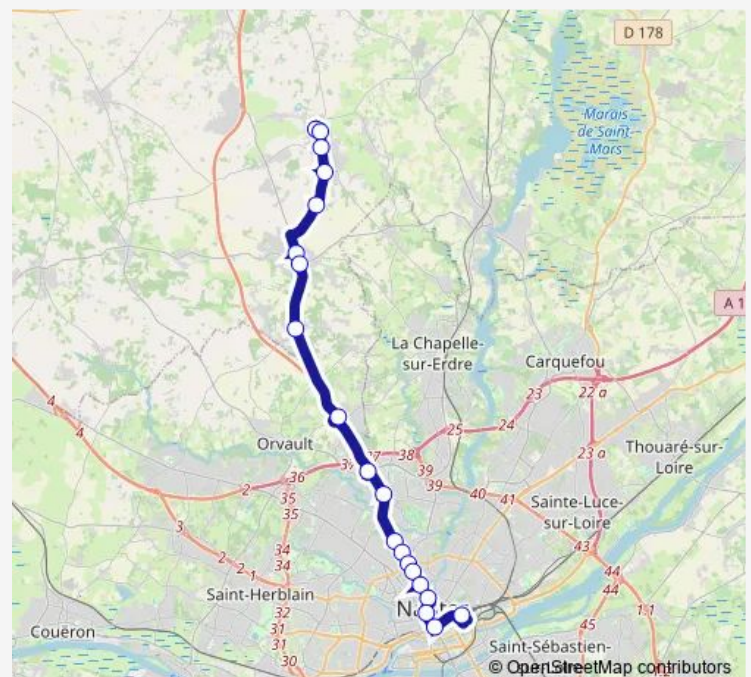 D 178
Marais
de Saint-
Mars
A 1
La Chapelle-
sur-Erdre
Carquefou
22 a
23
4
4
25
24
Orvault
37
38
23 a
Thouaré-sur-
Loire
36
2
35
35
39
39
40
41
Sainte-Luce-
sur-Loire
3
34
34
43
2
2
1
Saint-Herblain
33
32
44
44
11
45
Couëron
31
31
30
Saint-Sébastien-
© OpenStreetMap contributors